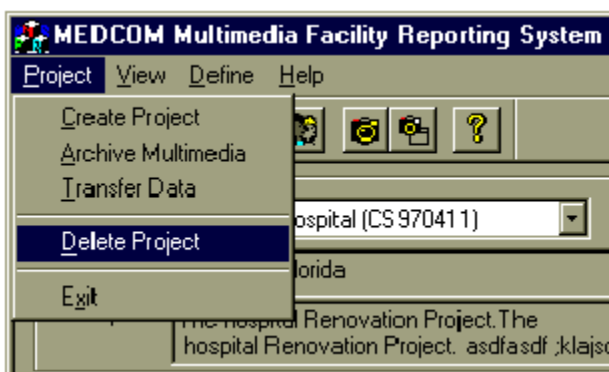 MEDCOM Multimedia Facility Reporting System
Project View Define Help
Create Project
Archive Multimedia
Transfer Data
ospital (CS 970411)
Delete Project
lorida
Exit
The hospital Renovation Project.The
hospital Renovation Project. asdfasdf ;klajsc